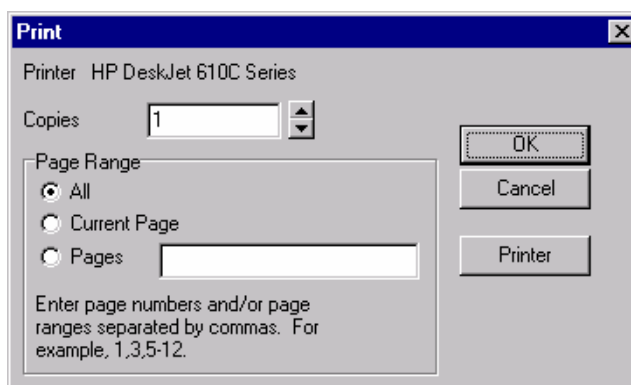 Print
Printer HP DeskJet 610C Series
Copies 1
OK
Page Range
All
Cancel
Current Page
Pages
Printer
Enter page numbers and/or page
ranges separated by commas. For
example, 1,3,5-12.